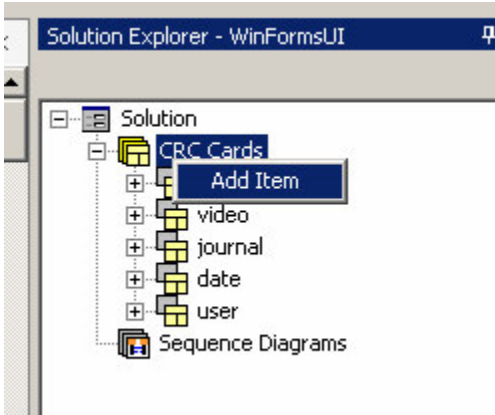 Solution Explorer - WinFormsUI
Solution
CRC Cards
Add Item
video
journal
date
user
Sequence Diagrams